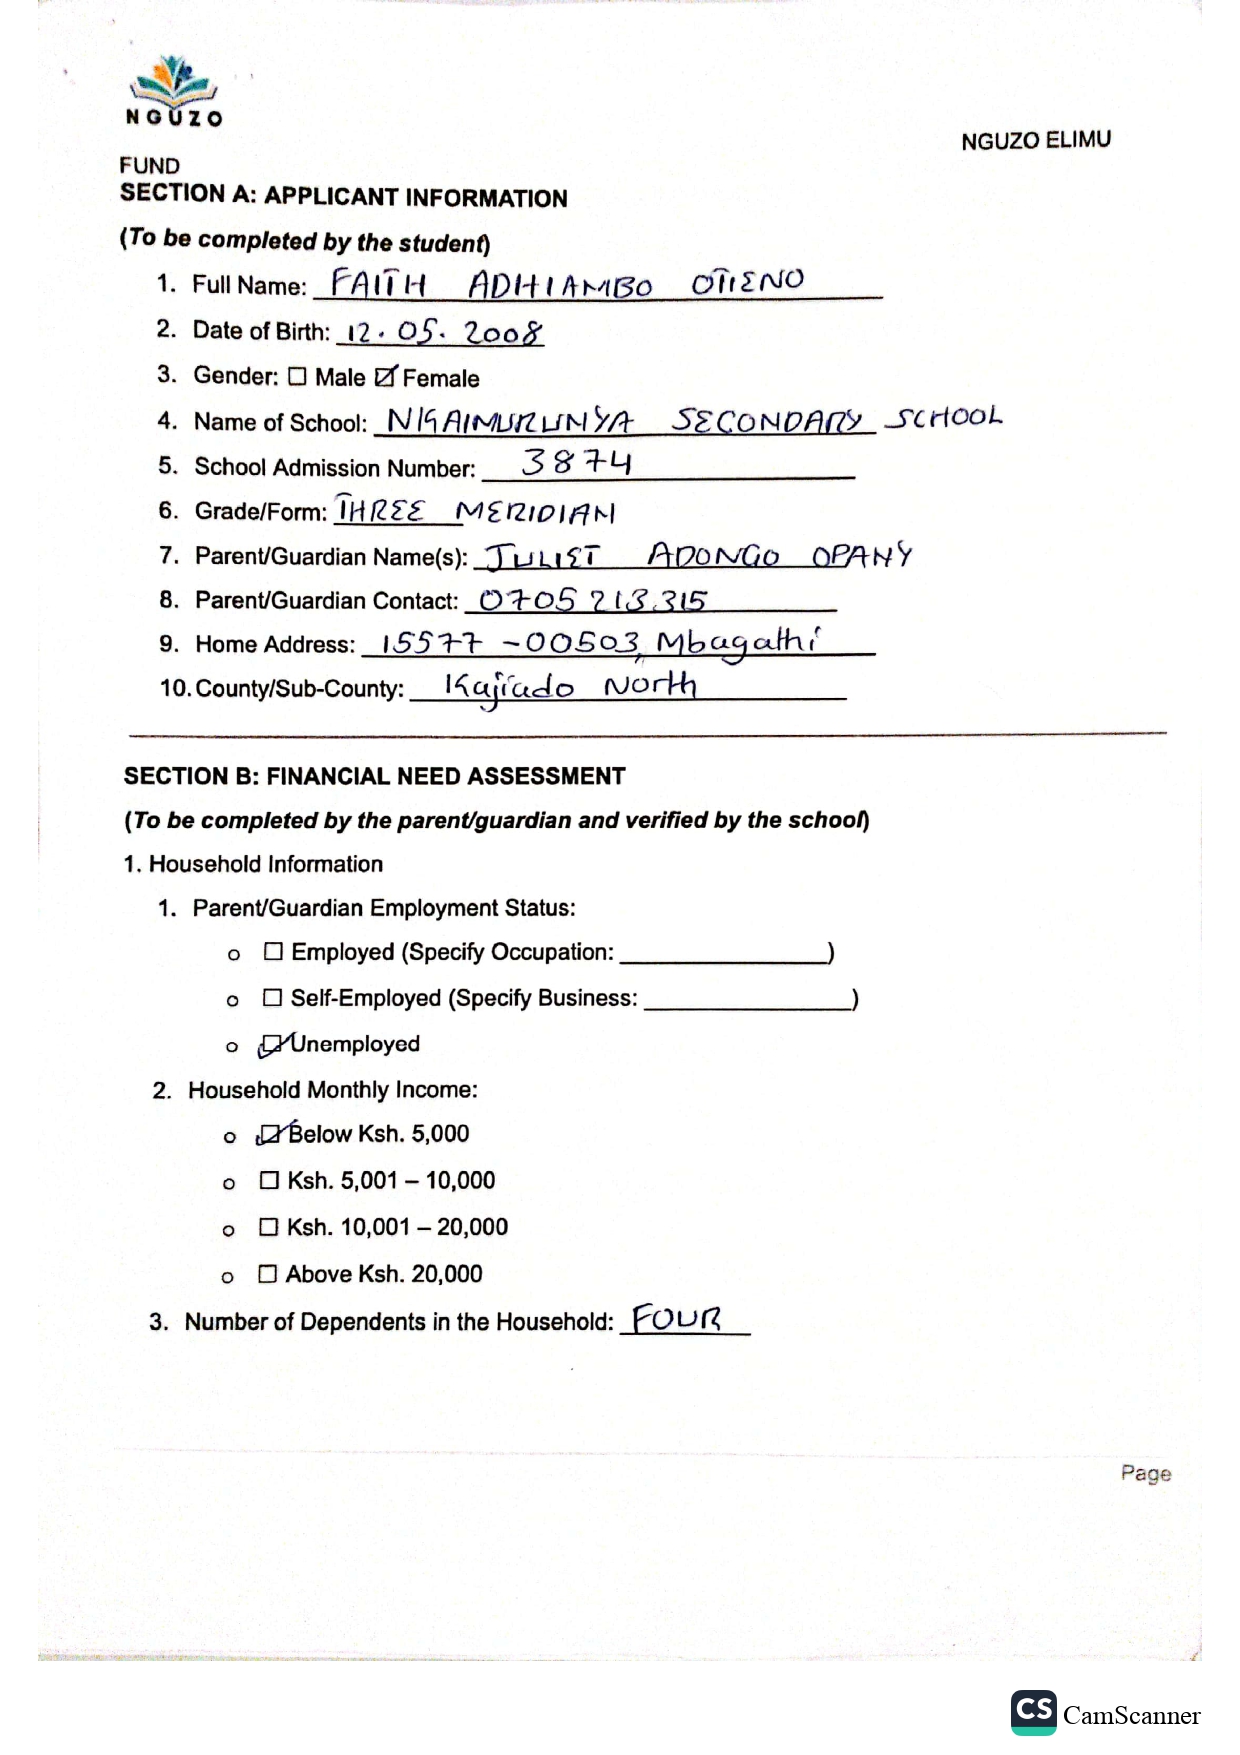 NGUZO
NGUZO ELIMU
FUND
SECTION A: APPLICANT INFORMATION
(To be completed by the student)
1. Full Name: FAITH ADHIAMBO OTIENO
2. Date of Birth: 12.05.2008
3. Gender: ☐ Male ☑ Female
4. Name of School: NKAIMURUNYA SECONDARY SCHOOL
5. School Admission Number: 3874
6. Grade/Form: THREE MERIDIAN
7. Parent/Guardian Name(s): JULIET ADONGO OPANY
8. Parent/Guardian Contact: 0705 213 315
9. Home Address: 15577 - 00503, Mbagathi
10. County/Sub-County: Kajiado North
SECTION B: FINANCIAL NEED ASSESSMENT
(To be completed by the parent/guardian and verified by the school)
1. Household Information
1. Parent/Guardian Employment Status:
o ☐ Employed (Specify Occupation: ____________)
o ☐ Self-Employed (Specify Business: ____________)
o ☑ Unemployed
2. Household Monthly Income:
o ☑ Below Ksh. 5,000
o ☐ Ksh. 5,001 – 10,000
o ☐ Ksh. 10,001 – 20,000
o ☐ Above Ksh. 20,000
3. Number of Dependents in the Household: FOUR
Page
CS CamScanner